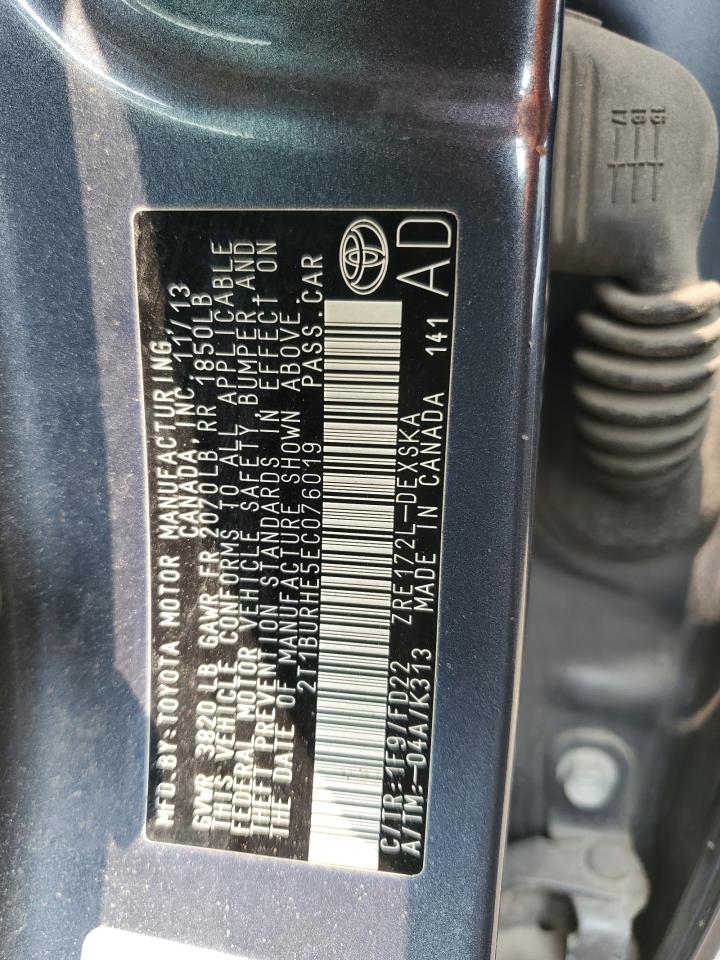 MFD.BY:TOYOTA MOTOR MANUFACTURING,
CANADA, INC. 11/13
GVWR 3820 LB GAWR FR 2070LB RR 1850LB
THIS VEHICLE CONFORMS TO ALL APPLICABLE
FEDERAL MOTOR VEHICLE SAFETY, BUMPER AND
THEFT PREVENTION STANDARDS IN EFFECT ON
THE DATE OF MANUFACTURE SHOWN ABOVE.
2T1BURHE5EC076019 PASS.CAR
C/TR:1F9/FD22 ZRE172L-DEXSKA
A/TM:-04A/K313 MADE IN CANADA 141
AD